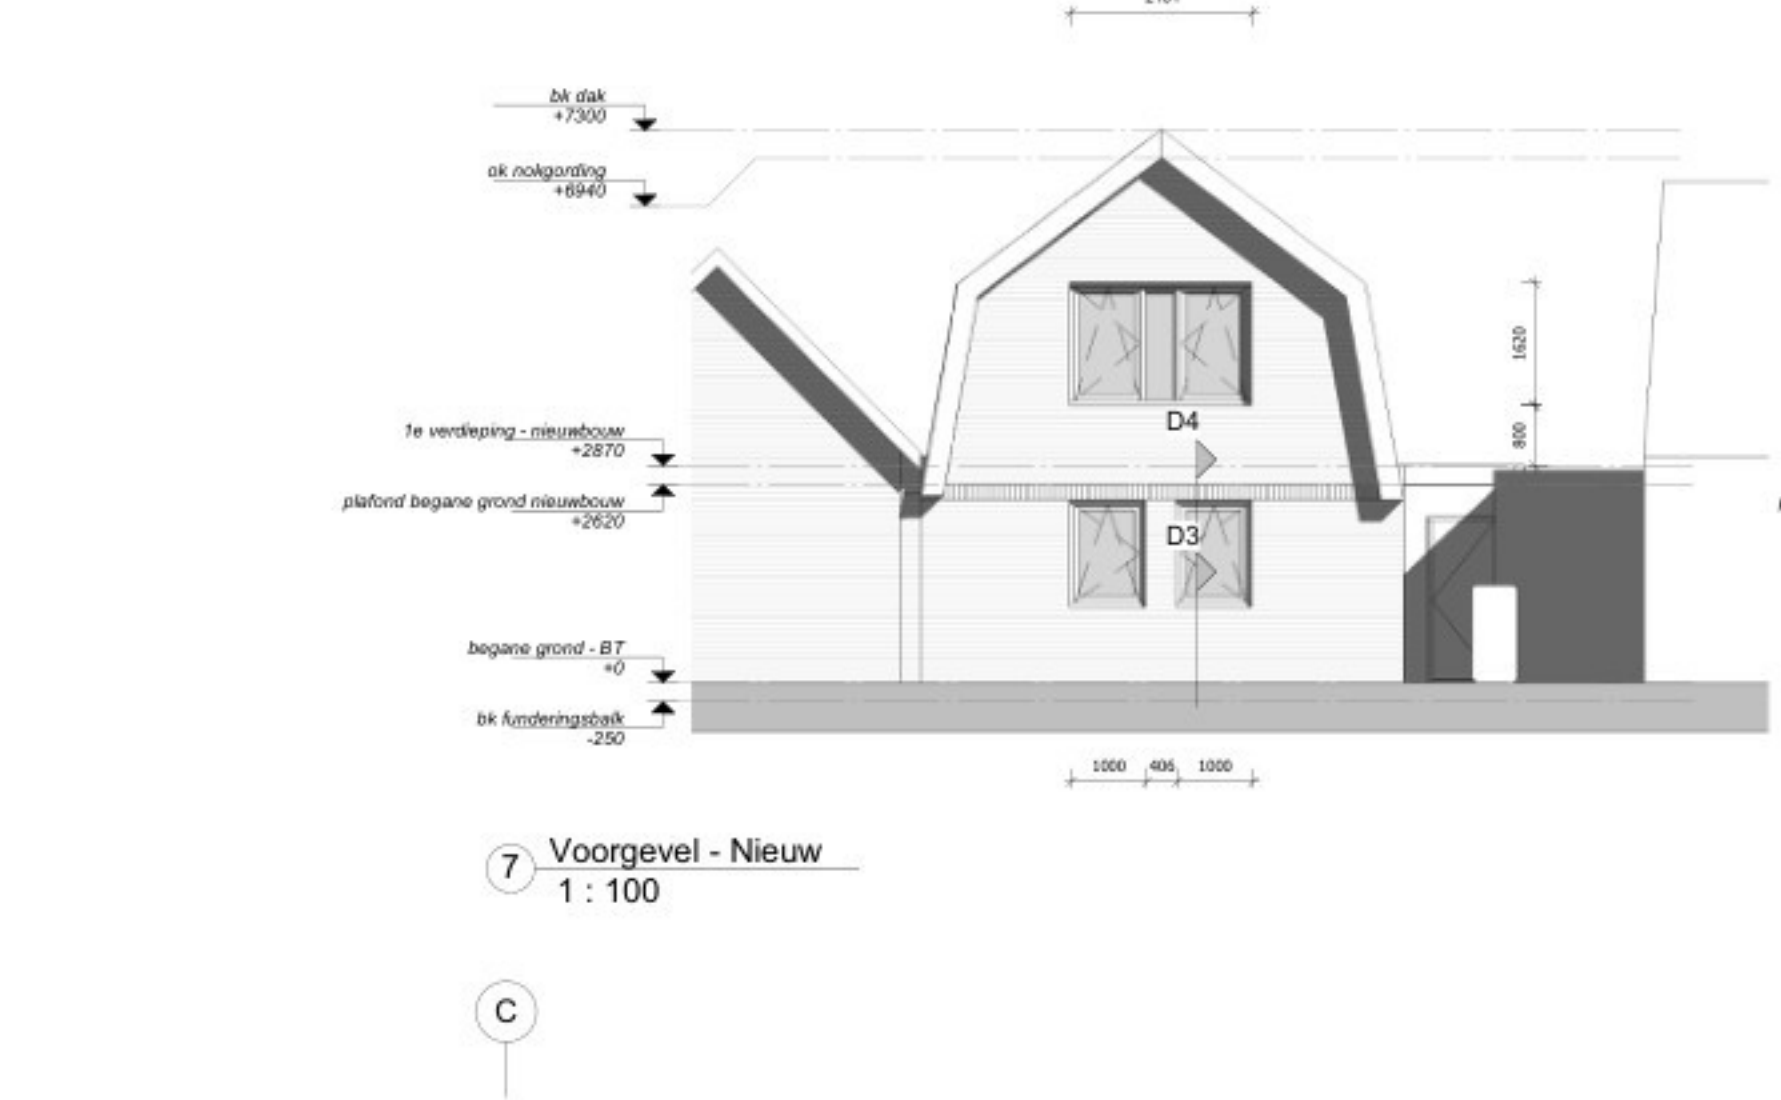 bk dak
+7300
ok nokgording
+6940
1620
1e verdieping - nieuwbouw
+2870
D4
800
plafond begane grond nieuwbouw
+2620
D3
begane grond - BT
+0
bk funderingsbalk
-250
1000 406 1000
7 Voorgevel - Nieuw
1 : 100
C